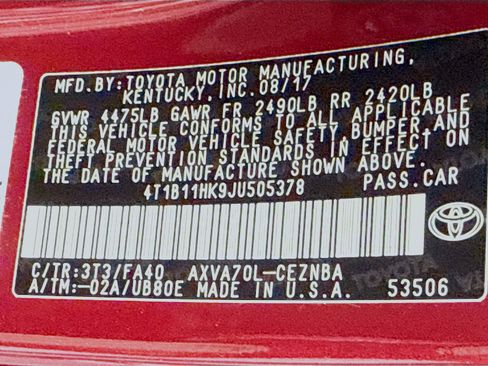 MFD.BY:TOYOTA MOTOR MANUFACTURING,
KENTUCKY,INC.08/17
GVWR 4475LB GAWR FR 2490LB RR 2420LB
THIS VEHICLE CONFORMS TO ALL APPLICABLE
FEDERAL MOTOR VEHICLE SAFETY BUMPER,AND
THEFT PREVENTION STANDARDS IN EFFECT ON
THE DATE OF MANUFACTURE SHOWN ABOVE.
4T1B11HK9JU505378 PASS.CAR
C/TR:3T3/FA40 AXVA70L-CEZNBA
A/TM:-02A/UB80E MADE IN U.S.A. 53506